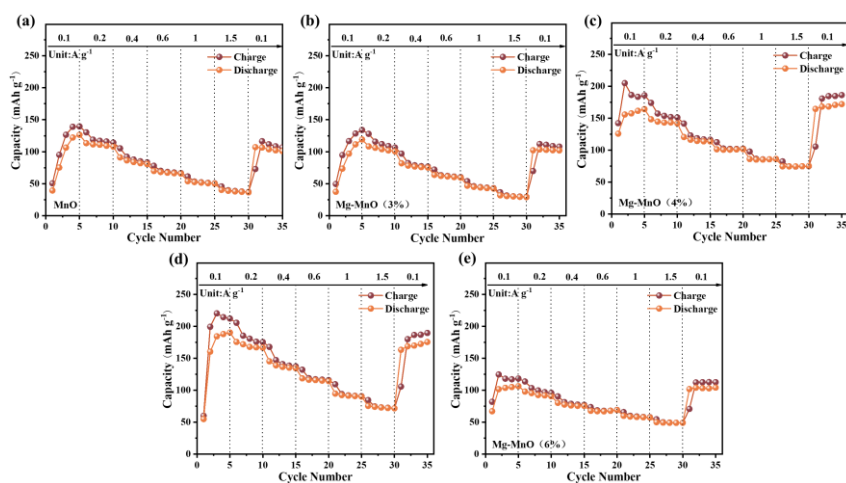 (a)
0.1 0.2 0.4 0.6 1 1.5 0.1
Unit:A g⁻¹
Charge
Discharge
Capacity (mAh g⁻¹)
250
200
150
100
50
0
MnO
0 5 10 15 20 25 30 35
Cycle Number
(b)
0.1 0.2 0.4 0.6 1 1.5 0.1
Unit:A g⁻¹
Charge
Discharge
Capacity (mAh g⁻¹)
250
200
150
100
50
0
Mg-MnO（3%）
0 5 10 15 20 25 30 35
Cycle Number
(c)
0.1 0.2 0.4 0.6 1 1.5 0.1
Unit:A g⁻¹
Charge
Discharge
Capacity (mAh g⁻¹)
250
200
150
100
50
0
Mg-MnO（4%）
0 5 10 15 20 25 30 35
Cycle Number
(d)
0.1 0.2 0.4 0.6 1 1.5 0.1
Unit:A g⁻¹
Charge
Discharge
Capacity (mAh g⁻¹)
250
200
150
100
50
0
0 5 10 15 20 25 30 35
Cycle Number
(e)
0.1 0.2 0.4 0.6 1 1.5 0.1
Unit:A g⁻¹
Charge
Discharge
Capacity (mAh g⁻¹)
250
200
150
100
50
0
Mg-MnO（6%）
0 5 10 15 20 25 30 35
Cycle Number